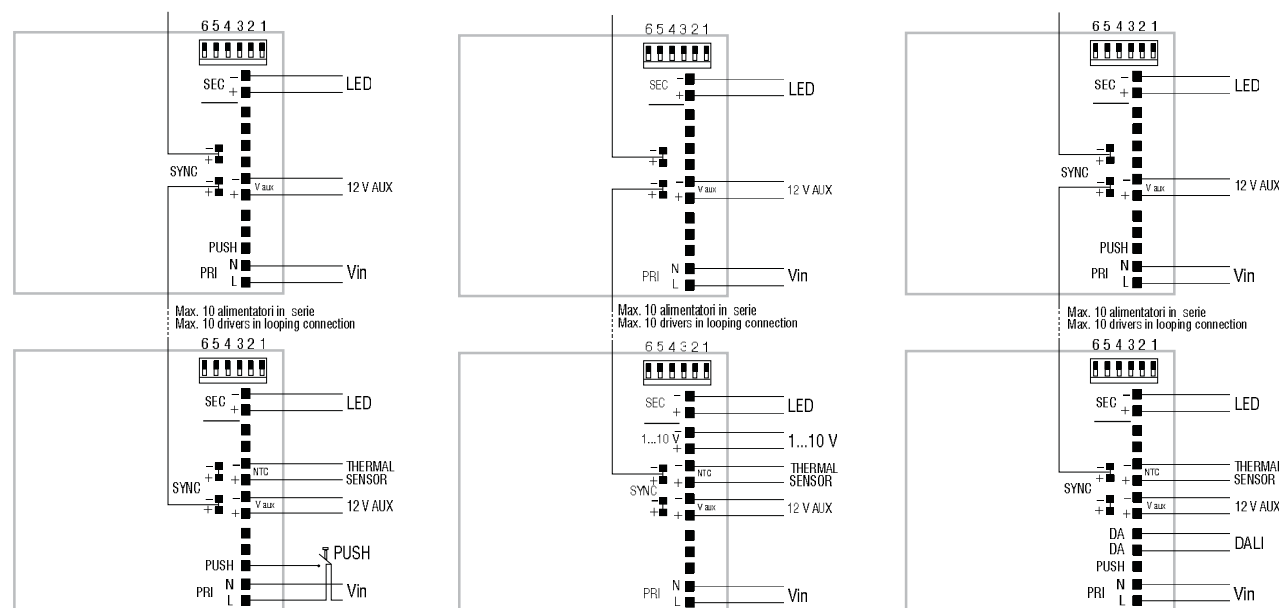 6 5 4 3 2 1
SEC - LED
+
-
+
SYNC
- V aux 12 V AUX
+ +
PUSH
PRI N Vin
L
Max. 10 alimentatori in serie
Max. 10 drivers in looping connection
6 5 4 3 2 1
SEC - LED
+
- - NTC THERMAL
+ + SENSOR
SYNC
- - V aux 12 V AUX
+ +
PUSH PUSH
PRI N Vin
L
6 5 4 3 2 1
SEC - LED
+
-
+
- - V aux 12 V AUX
+ +
PRI N Vin
L
Max. 10 alimentatori in serie
Max. 10 drivers in looping connection
6 5 4 3 2 1
SEC - LED
+
1...10 V - 1...10 V
+
- - NTC THERMAL
+ + SENSOR
SYNC
- - V aux 12 V AUX
+ +
PRI N Vin
L
6 5 4 3 2 1
SEC - LED
+
-
+
SYNC
- - V aux 12 V AUX
+ +
PUSH
PRI N Vin
L
Max. 10 alimentatori in serie
Max. 10 drivers in looping connection
6 5 4 3 2 1
SEC - LED
+
- - NTC THERMAL
+ + SENSOR
SYNC
- - V aux 12 V AUX
+ +
DA DALI
DA
PUSH
PRI N Vin
L